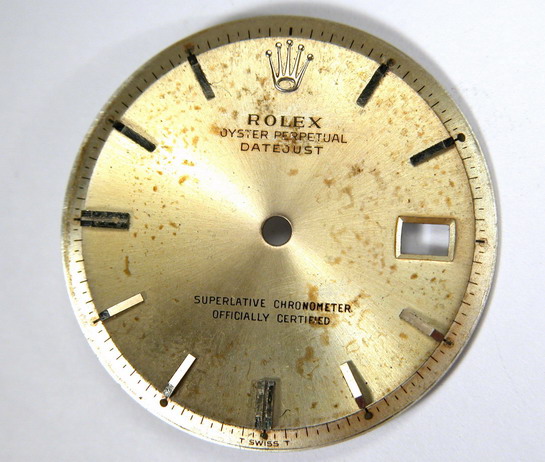 ROLEX
OYSTER PERPETUAL
DATEJUST
SUPERLATIVE CHRONOMETER
OFFICIALLY CERTIFIED
T SWISS T